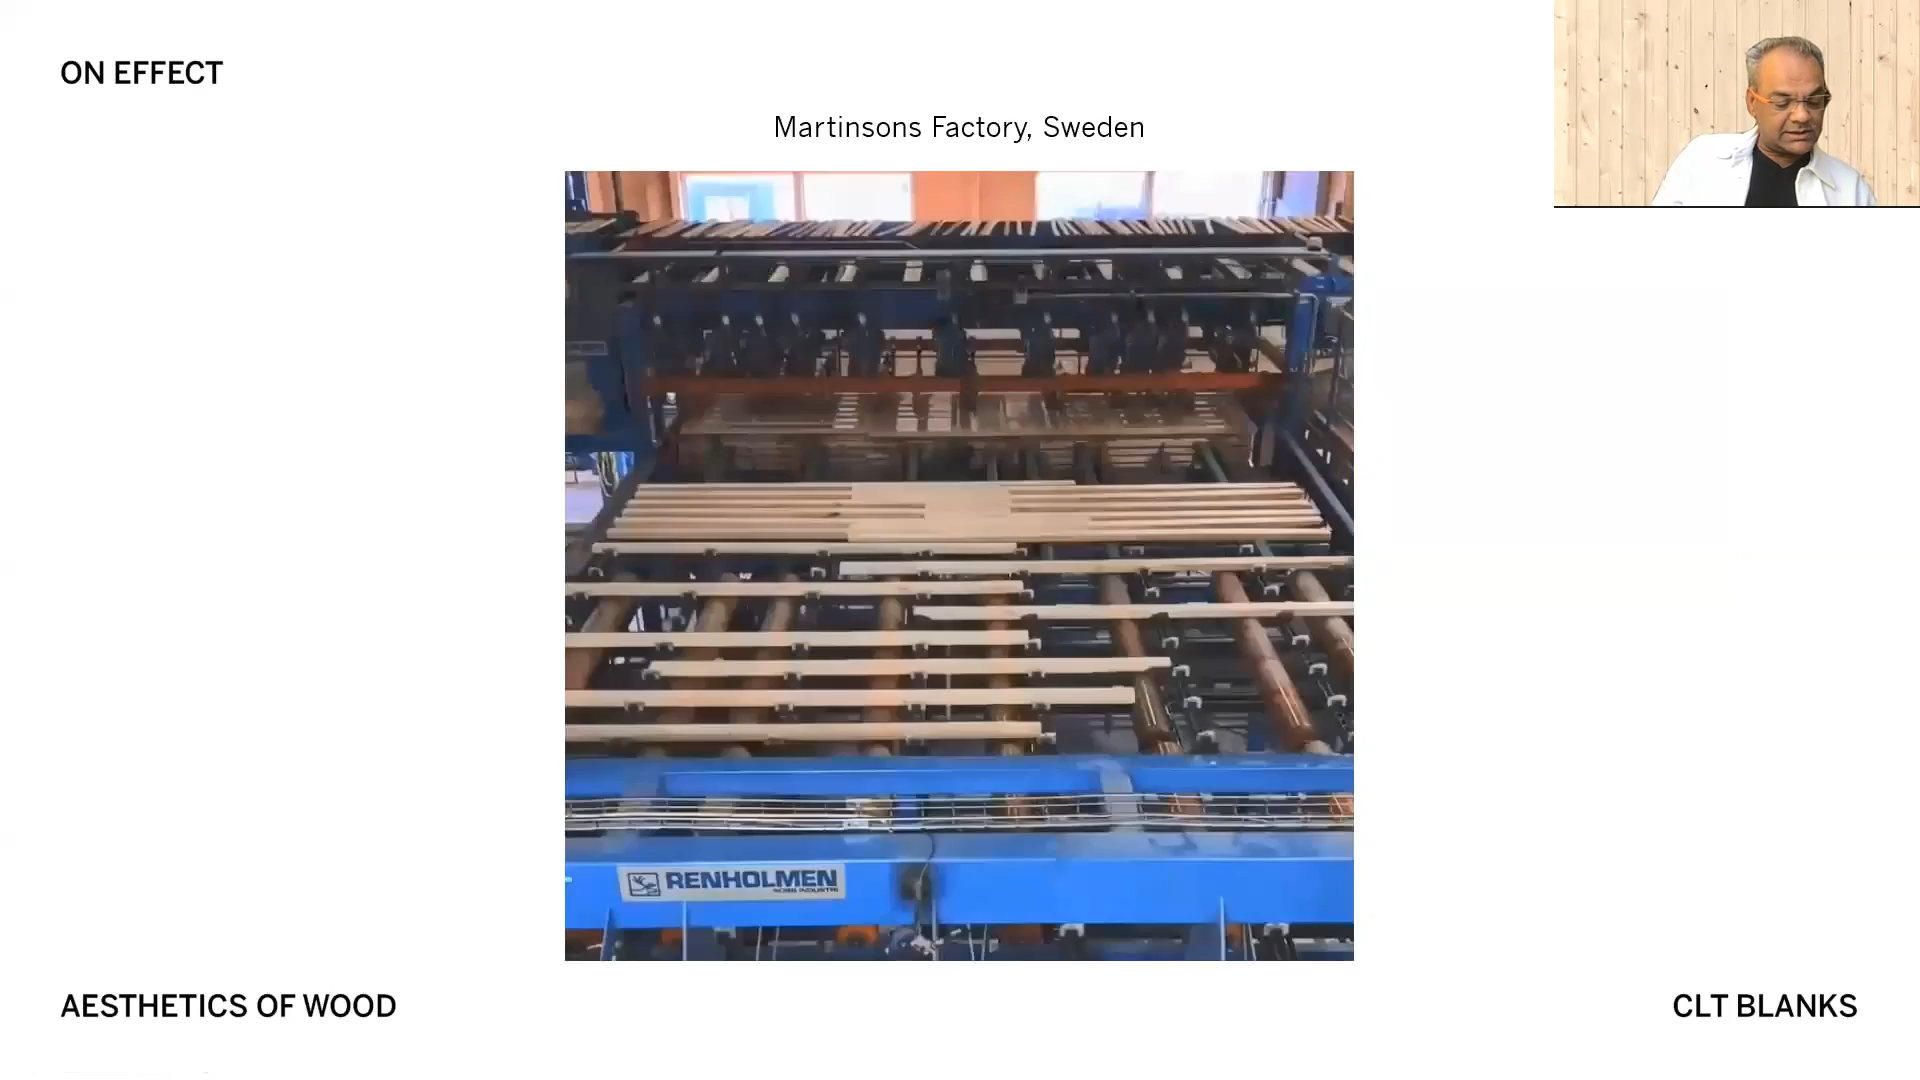 ON EFFECT
Martinsons Factory, Sweden
RENHOLMEN
AESTHETICS OF WOOD
CLT BLANKS